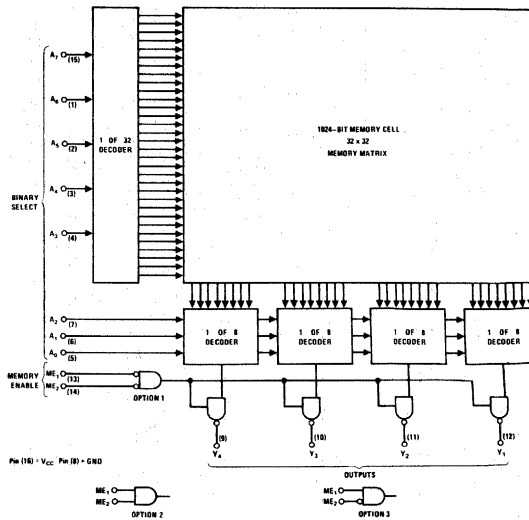 A7 (15)
A6 (1)
A5 (2)
A4 (3)
A3 (4)
1 OF 32
DECODER
1024-BIT MEMORY CELL
32 x 32
MEMORY MATRIX
BINARY
SELECT
A2 (7)
A1 (6)
A0 (5)
1 OF 8
DECODER
1 OF 8
DECODER
1 OF 8
DECODER
1 OF 8
DECODER
MEMORY
ENABLE
ME1 (13)
ME2 (14)
OPTION 1
(9)
(10)
(11)
(12)
Y4
Y3
Y2
Y1
Pin (16) = VCC Pin (8) = GND
OUTPUTS
ME1
ME2
OPTION 2
ME1
ME2
OPTION 3